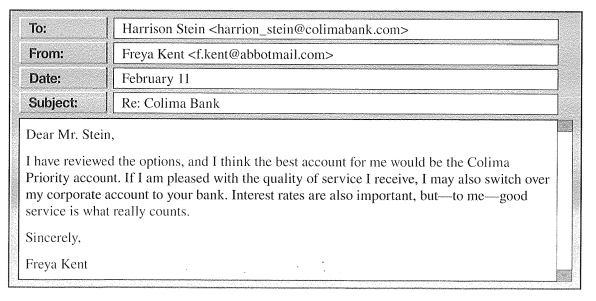 To: Harrison Stein <harrion_stein@colimabank.com>
From: Freya Kent <f.kent@abbotmail.com>
Date: February 11
Subject: Re: Colima Bank
Dear Mr. Stein,
I have reviewed the options, and I think the best account for me would be the Colima
Priority account. If I am pleased with the quality of service I receive, I may also switch over
my corporate account to your bank. Interest rates are also important, but—to me—good
service is what really counts.
Sincerely,
Freya Kent